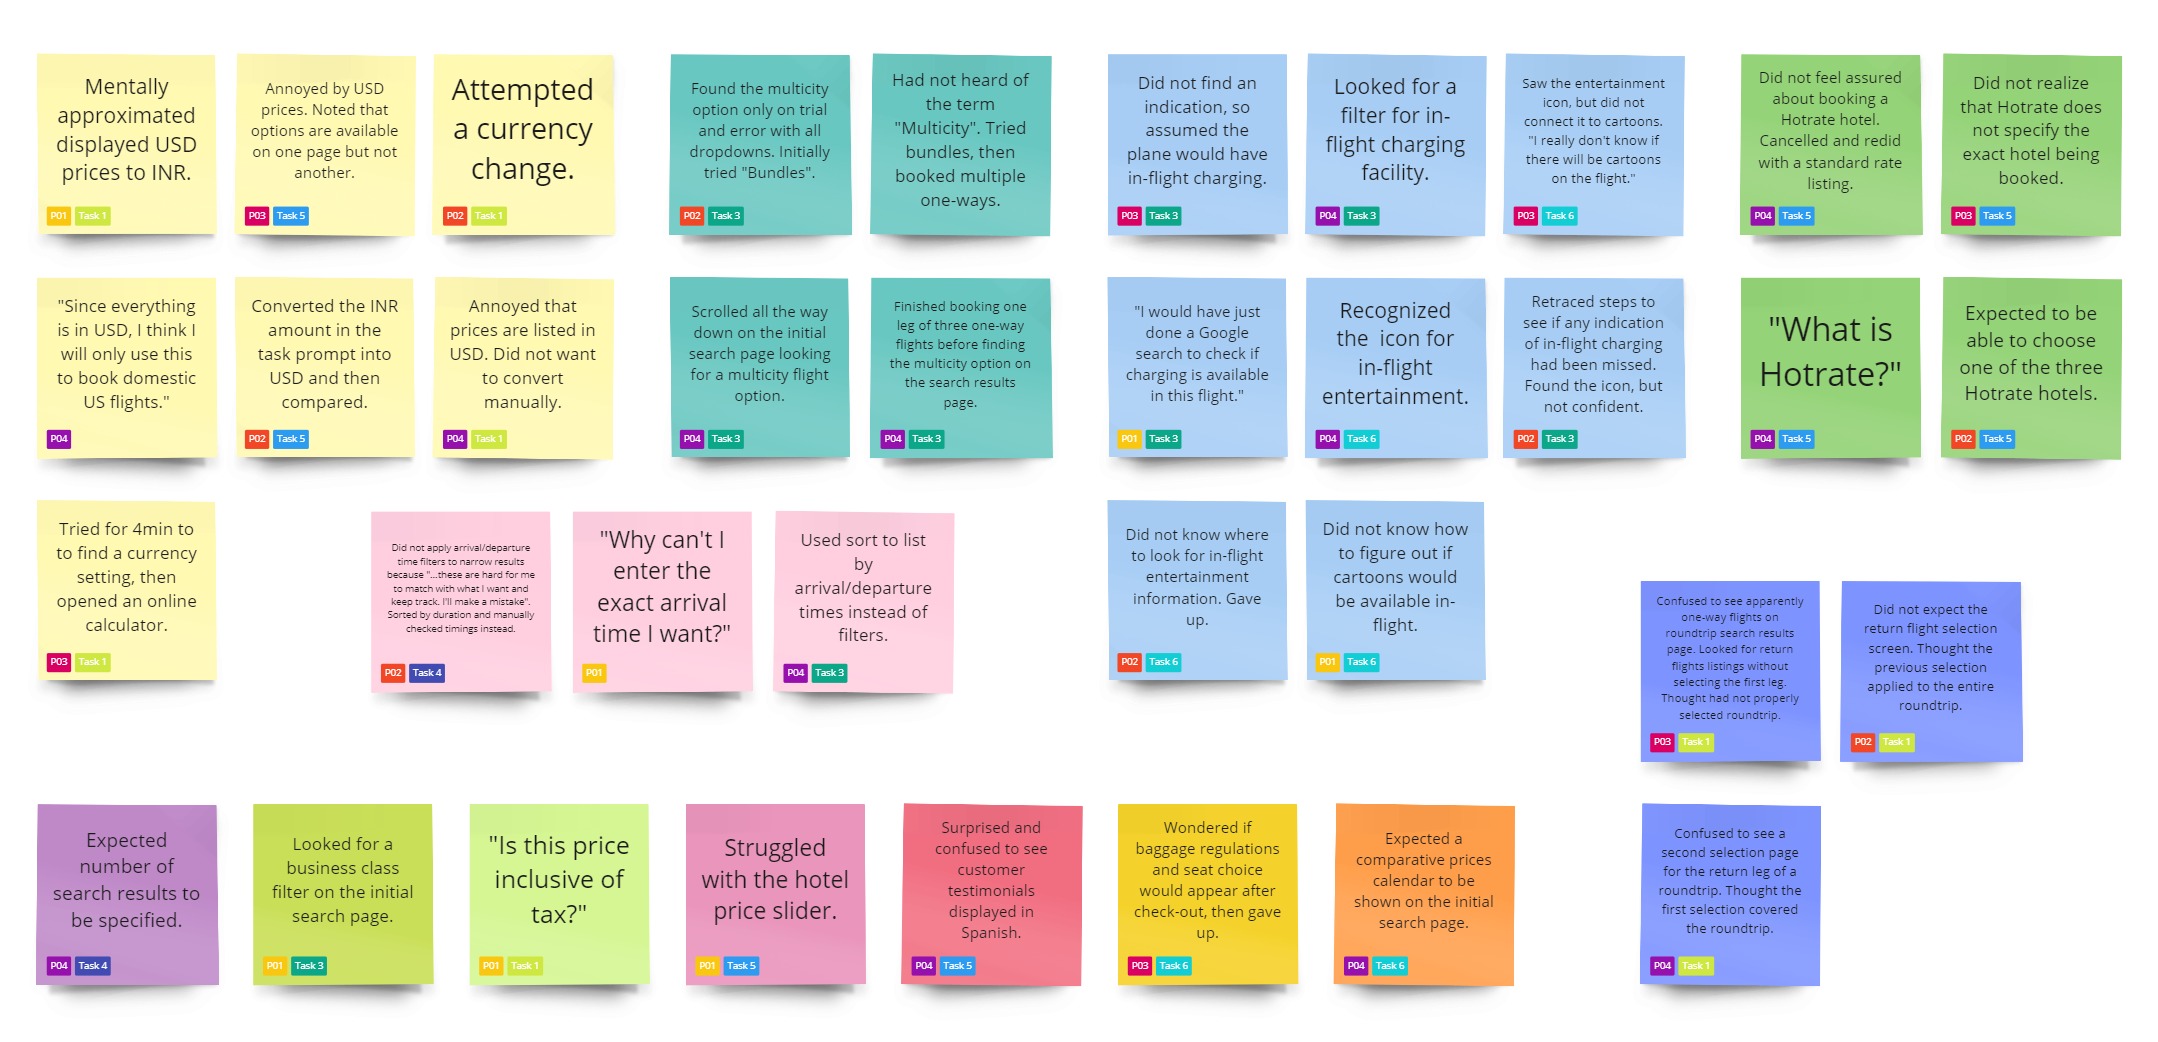 Mentally
approximated
displayed USD
prices to INR.
P01 Task 1
Annoyed by USD
prices. Noted that
options are available
on one page but not
another.
P03 Task 5
Attempted
a currency
change.
P02 Task 1
"Since everything
is in USD, I think I
will only use this
to book domestic
US flights."
P04
Converted the INR
amount in the
task prompt into
USD and then
compared.
P02 Task 5
Annoyed that
prices are listed in
USD. Did not want
to convert
manually.
P04 Task 1
Tried for 4min to
to find a currency
setting, then
opened an online
calculator.
P03 Task 1
Found the multicity
option only on trial
and error with all
dropdowns. Initially
tried "Bundles".
P02 Task 3
Had not heard of
the term
"Multicity". Tried
bundles, then
booked multiple
one-ways.
Scrolled all the way
down on the initial
search page looking
for a multicity flight
option.
P04 Task 3
Finished booking one
leg of three one-way
flights before finding
the multicity option on
the search results
page.
P04 Task 3
Did not find an
indication, so
assumed the
plane would have
in-flight charging.
P03 Task 3
Looked for a
filter for in-
flight charging
facility.
P04 Task 3
Saw the entertainment
icon, but did not
connect it to cartoons.
"I really don't know if
there will be cartoons
on the flight."
P03 Task 6
"I would have just
done a Google
search to check if
charging is available
in this flight."
P01 Task 3
Recognized
the icon for
in-flight
entertainment.
P04 Task 6
Retraced steps to
see if any indication
of in-flight charging
had been missed.
Found the icon, but
not confident.
P02 Task 3
Did not know where
to look for in-flight
entertainment
information. Gave
up.
P02 Task 6
Did not know how
to figure out if
cartoons would
be available in-
flight.
P01 Task 6
Did not feel assured
about booking a
Hotrate hotel.
Cancelled and redid
with a standard rate
listing.
P04 Task 5
Did not realize
that Hotrate does
not specify the
exact hotel being
booked.
P03 Task 5
"What is
Hotrate?"
P04 Task 5
Expected to be
able to choose
one of the three
Hotrate hotels.
P02 Task 5
Did not apply arrival/departure
time filters to narrow results
because "...these are hard for me
to match with what I want and
keep track. I'll make a mistake".
Sorted by duration and manually
checked timings instead.
P02 Task 4
"Why can't I
enter the
exact arrival
time I want?"
P01
Used sort to list
by
arrival/departure
times instead of
filters.
P04 Task 3
Confused to see apparently
one-way flights on
roundtrip search results
page. Looked for return
flights listings without
selecting the first leg.
Thought had not properly
selected roundtrip.
P03 Task 1
Did not expect the
return flight selection
screen. Thought the
previous selection
applied to the entire
roundtrip.
P02 Task 1
Confused to see a
second selection page
for the return leg of a
roundtrip. Thought the
first selection covered
the roundtrip.
P04 Task 1
Expected
number of
search results to
be specified.
P04 Task 4
Looked for a
business class
filter on the initial
search page.
P01 Task 3
"Is this price
inclusive of
tax?"
P01 Task 1
Struggled
with the hotel
price slider.
P01 Task 5
Surprised and
confused to see
customer
testimonials
displayed in
Spanish.
P04 Task 5
Wondered if
baggage regulations
and seat choice
would appear after
check-out, then gave
up.
P03 Task 6
Expected a
comparative prices
calendar to be
shown on the initial
search page.
P04 Task 6